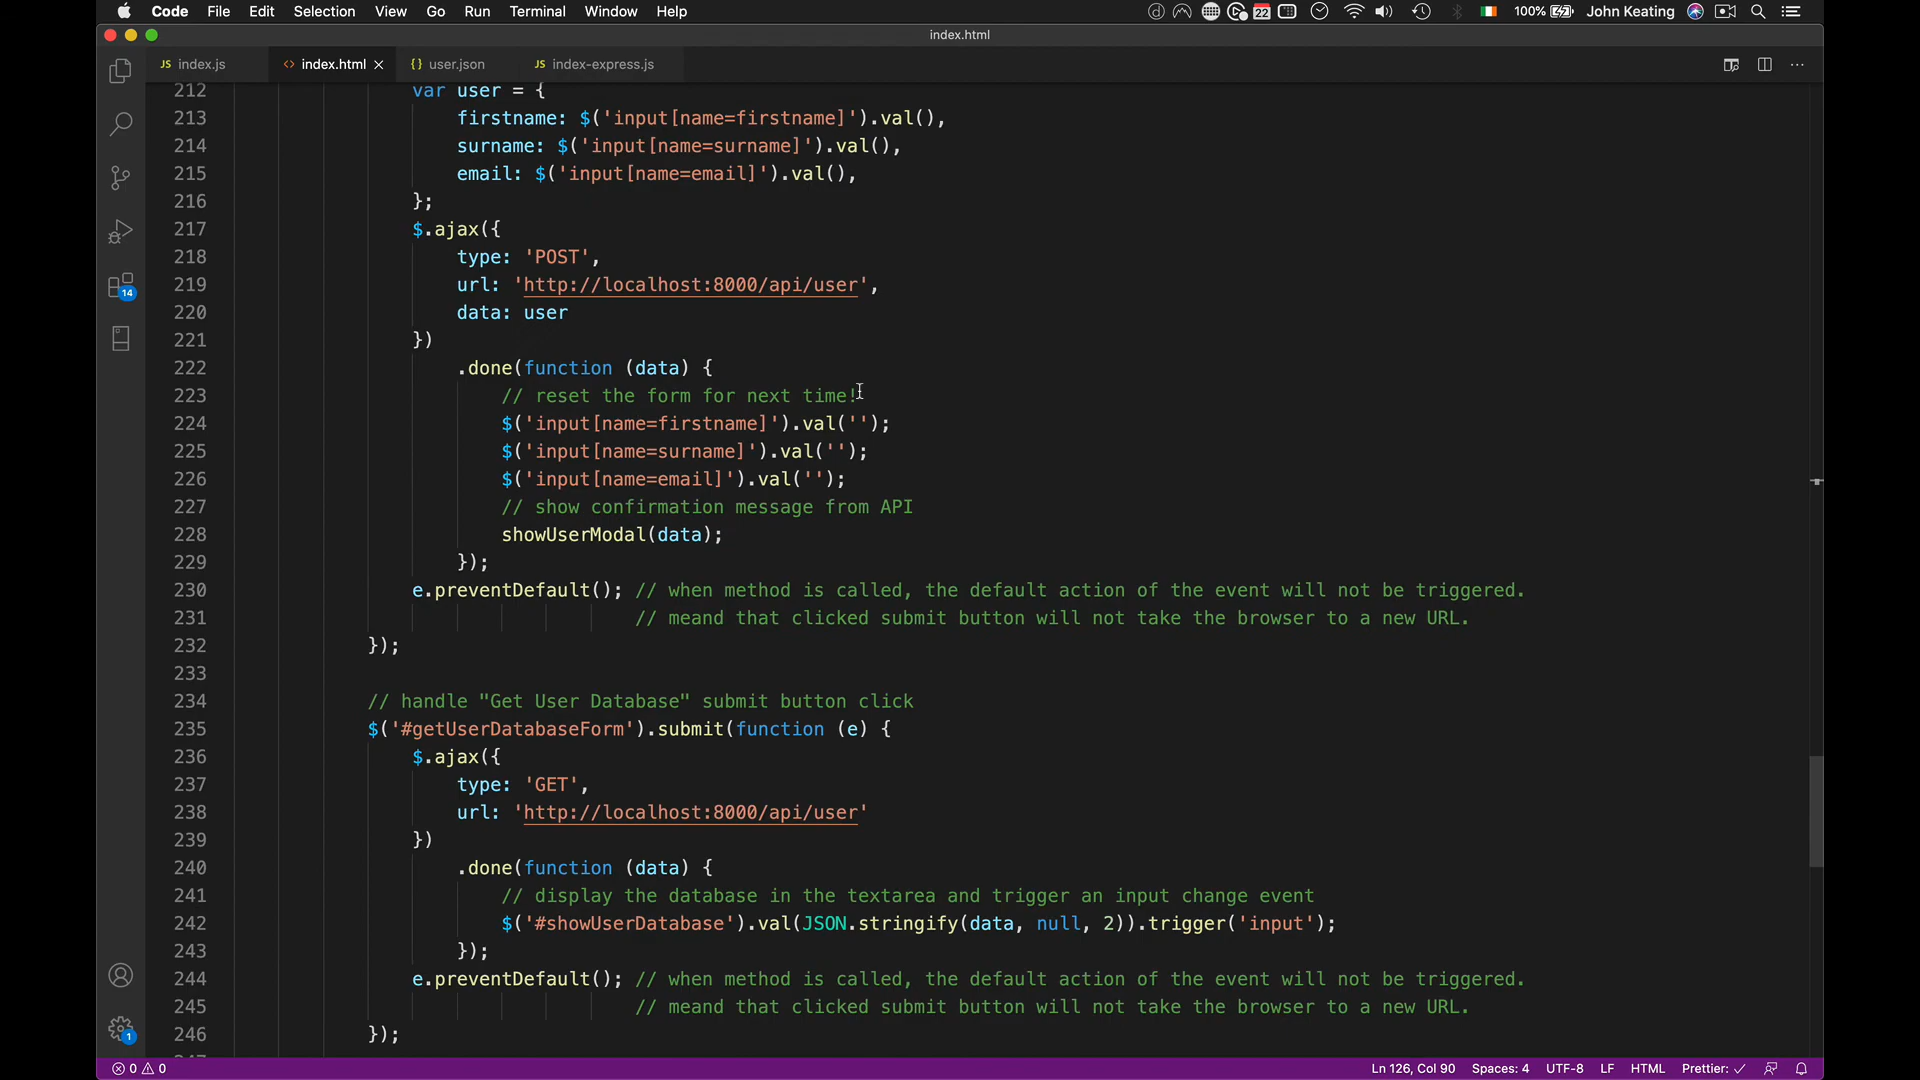 Code File Edit Selection View Go Run Terminal Window Help 22 100% John Keating
index.html
JS index.js <> index.html × {} user.json JS index-express.js ...
212 var user = {
213 firstname: $('input[name=firstname]').val(),
214 surname: $('input[name=surname]').val(),
215 email: $('input[name=email]').val(),
216 };
217 $.ajax({
218 type: 'POST',
219 url: 'http://localhost:8000/api/user',
220 data: user
221 })
222 .done(function (data) {
223 // reset the form for next time!
224 $('input[name=firstname]').val('');
225 $('input[name=surname]').val('');
226 $('input[name=email]').val('');
227 // show confirmation message from API
228 showUserModal(data);
229 });
230 e.preventDefault(); // when method is called, the default action of the event will not be triggered.
231 // meand that clicked submit button will not take the browser to a new URL.
232 });
233
234 // handle "Get User Database" submit button click
235 $('#getUserDatabaseForm').submit(function (e) {
236 $.ajax({
237 type: 'GET',
238 url: 'http://localhost:8000/api/user'
239 })
240 .done(function (data) {
241 // display the database in the textarea and trigger an input change event
242 $('#showUserDatabase').val(JSON.stringify(data, null, 2)).trigger('input');
243 });
244 e.preventDefault(); // when method is called, the default action of the event will not be triggered.
245 // meand that clicked submit button will not take the browser to a new URL.
246 });
14
1
0 0 Ln 126, Col 90 Spaces: 4 UTF-8 LF HTML Prettier: ✓